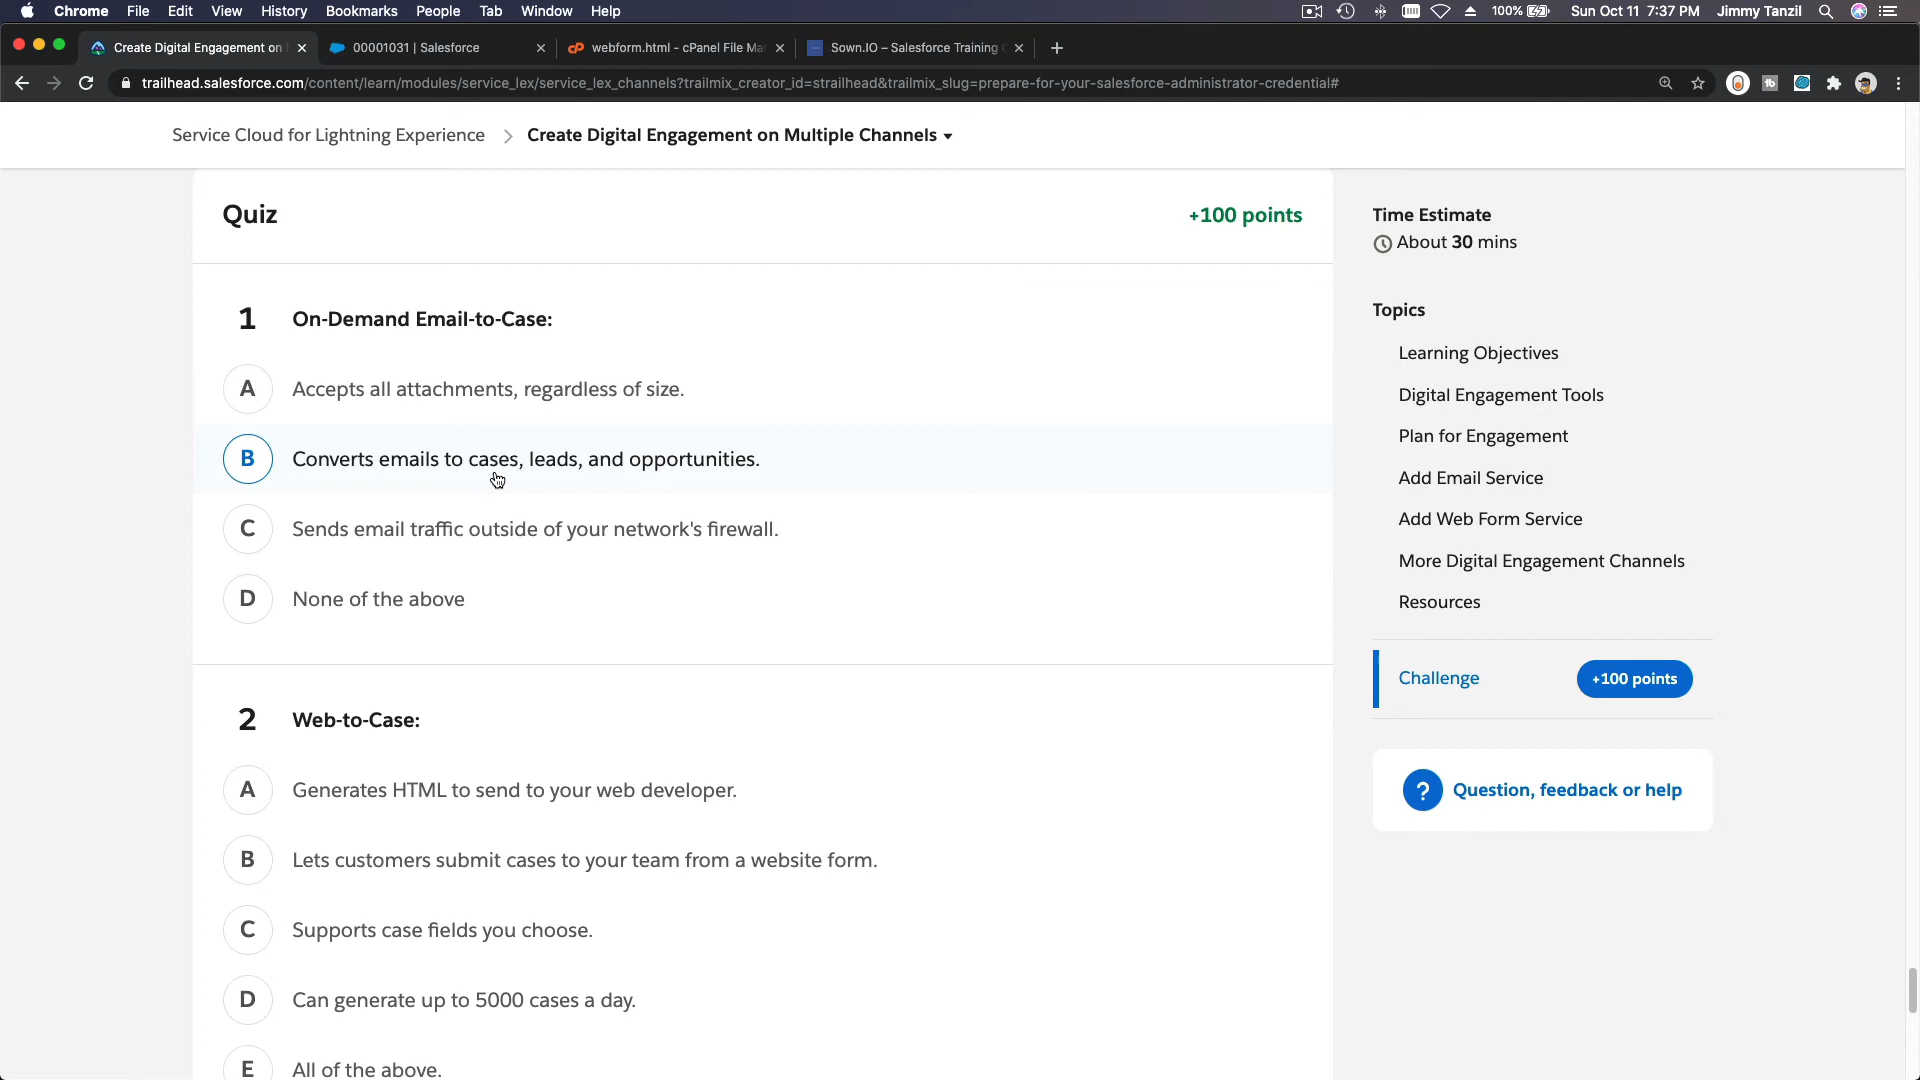 Chrome File Edit View History Bookmarks People Tab Window Help 100% Sun Oct 11 7:37 PM Jimmy Tanzil
Create Digital Engagement on 00001031 | Salesforce webform.html - cPanel File Ma Sown.IO – Salesforce Training
trailhead.salesforce.com/content/learn/modules/service_lex/service_lex_channels?trailmix_creator_id=strailhead&trailmix_slug=prepare-for-your-salesforce-administrator-credential#
Service Cloud for Lightning Experience > Create Digital Engagement on Multiple Channels
Quiz +100 points
1 On-Demand Email-to-Case:
A Accepts all attachments, regardless of size.
B Converts emails to cases, leads, and opportunities.
C Sends email traffic outside of your network's firewall.
D None of the above
2 Web-to-Case:
A Generates HTML to send to your web developer.
B Lets customers submit cases to your team from a website form.
C Supports case fields you choose.
D Can generate up to 5000 cases a day.
E All of the above.
Time Estimate
About 30 mins
Topics
Learning Objectives
Digital Engagement Tools
Plan for Engagement
Add Email Service
Add Web Form Service
More Digital Engagement Channels
Resources
Challenge +100 points
? Question, feedback or help